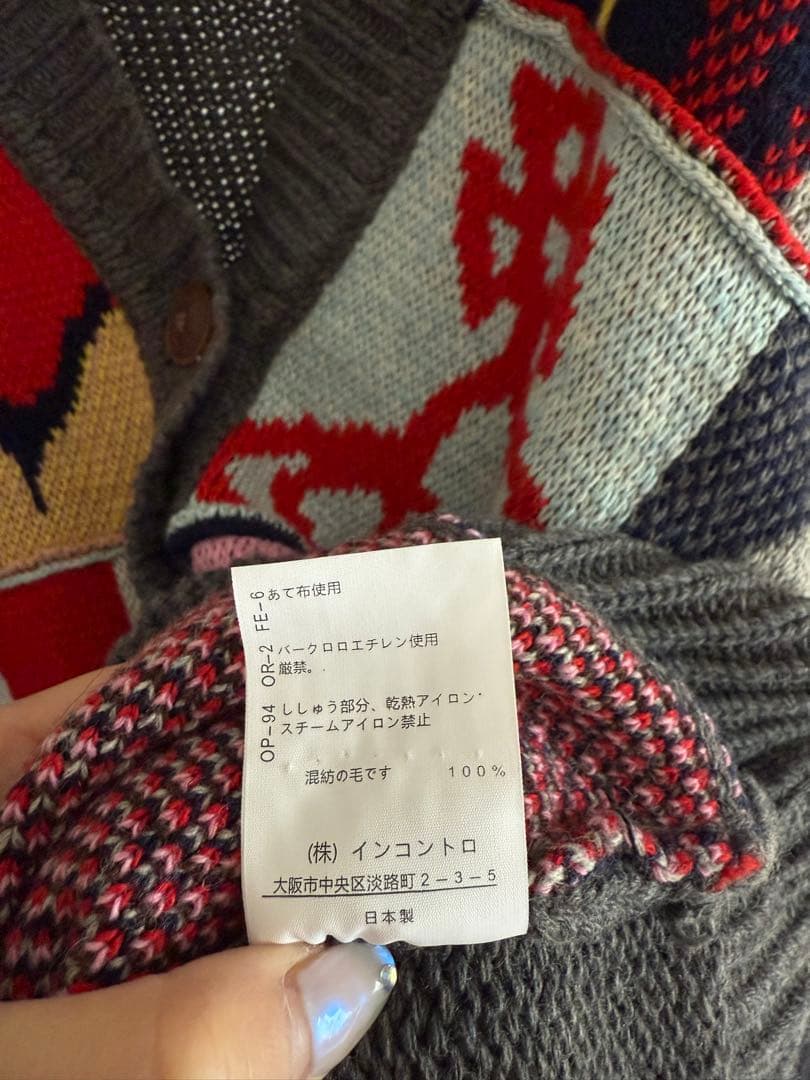 FE-6 あて布使用
OR-2 パークロロエチレン使用
厳禁。
OP-94 ししゅう部分、乾熱アイロン・
スチームアイロン禁止
混紡の毛です 100%
(株) インコントロ
大阪市中央区淡路町2-3-5
日本製